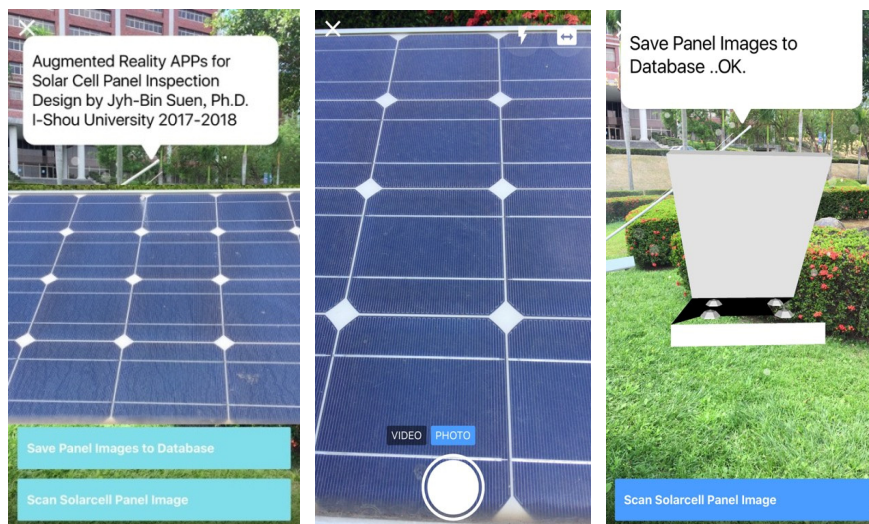 Augmented Reality APPs for
Solar Cell Panel Inspection
Design by Jyh-Bin Suen, Ph.D.
I-Shou University 2017-2018
Save Panel Images to Database
Scan Solarcell Panel Image
VIDEO
PHOTO
Save Panel Images to
Database ..OK.
Scan Solarcell Panel Image